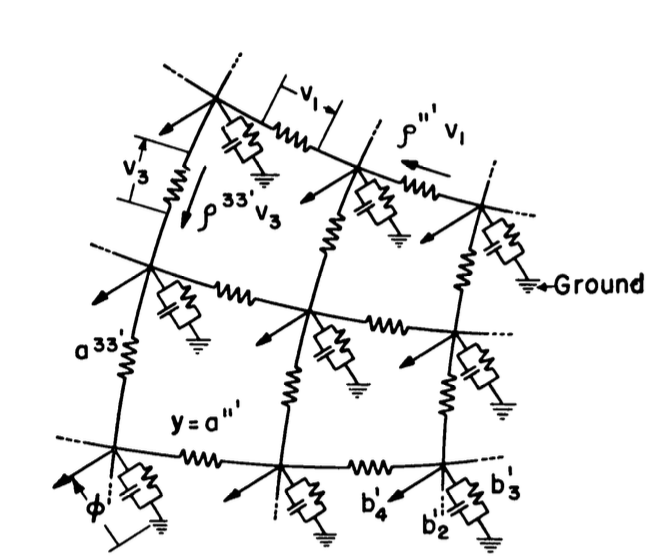 v₁
ρ¹¹' v₁
v₃
ρ³³' v₃
Ground
a³³'
y = a¹¹'
ϕ'
b'₄
b'₃
b'₂